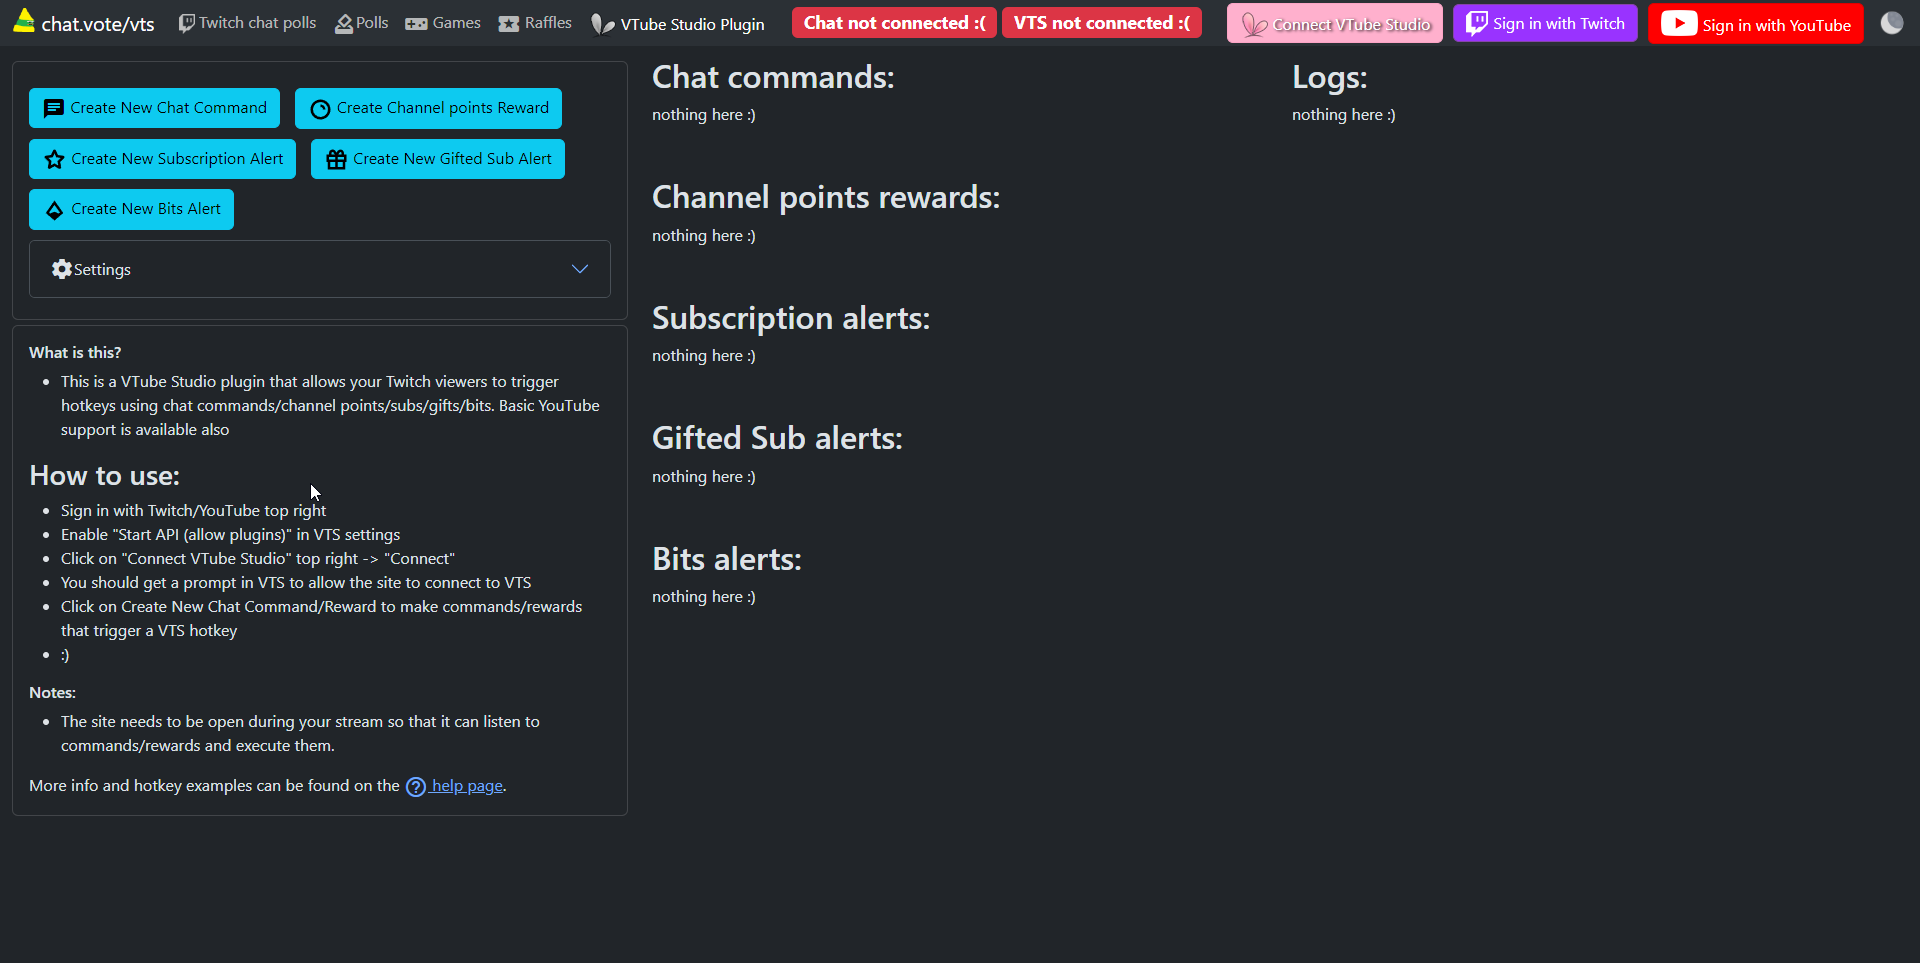 chat.vote/vts
Twitch chat polls
Polls
Games
Raffles
VTube Studio Plugin
Chat not connected :(
VTS not connected :(
Connect VTube Studio
Sign in with Twitch
Sign in with YouTube
Create New Chat Command
Create Channel points Reward
Create New Subscription Alert
Create New Gifted Sub Alert
Create New Bits Alert
Settings
What is this?
This is a VTube Studio plugin that allows your Twitch viewers to trigger
hotkeys using chat commands/channel points/subs/gifts/bits. Basic YouTube
support is available also
How to use:
Sign in with Twitch/YouTube top right
Enable "Start API (allow plugins)" in VTS settings
Click on "Connect VTube Studio" top right -> "Connect"
You should get a prompt in VTS to allow the site to connect to VTS
Click on Create New Chat Command/Reward to make commands/rewards
that trigger a VTS hotkey
:)
Notes:
The site needs to be open during your stream so that it can listen to
commands/rewards and execute them.
More info and hotkey examples can be found on the help page.
Chat commands:
nothing here :)
Channel points rewards:
nothing here :)
Subscription alerts:
nothing here :)
Gifted Sub alerts:
nothing here :)
Bits alerts:
nothing here :)
Logs:
nothing here :)